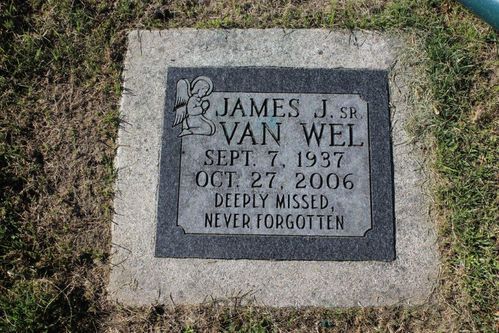 JAMES J. SR.
VAN WEL
SEPT. 7, 1937
OCT. 27, 2006
DEEPLY MISSED,
NEVER FORGOTTEN